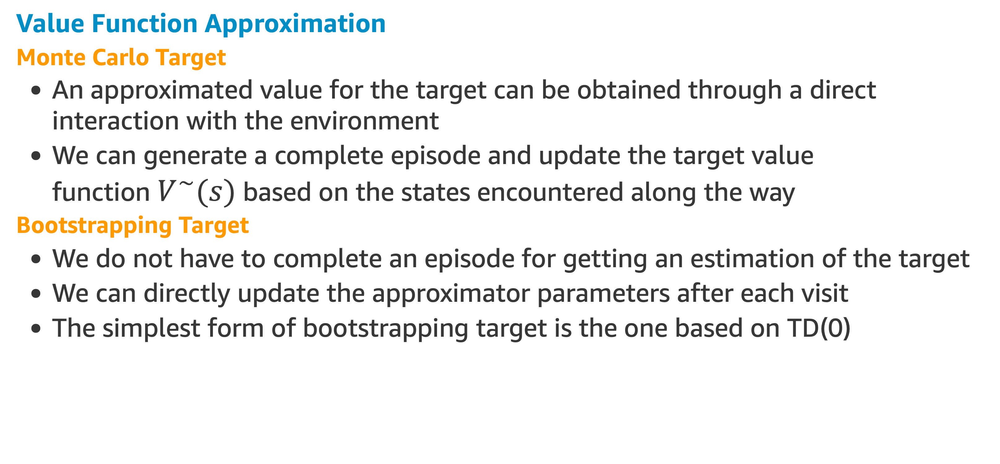 Value Function Approximation
Monte Carlo Target
• An approximated value for the target can be obtained through a direct
interaction with the environment
• We can generate a complete episode and update the target value
function V~(s) based on the states encountered along the way
Bootstrapping Target
• We do not have to complete an episode for getting an estimation of the target
• We can directly update the approximator parameters after each visit
• The simplest form of bootstrapping target is the one based on TD(0)